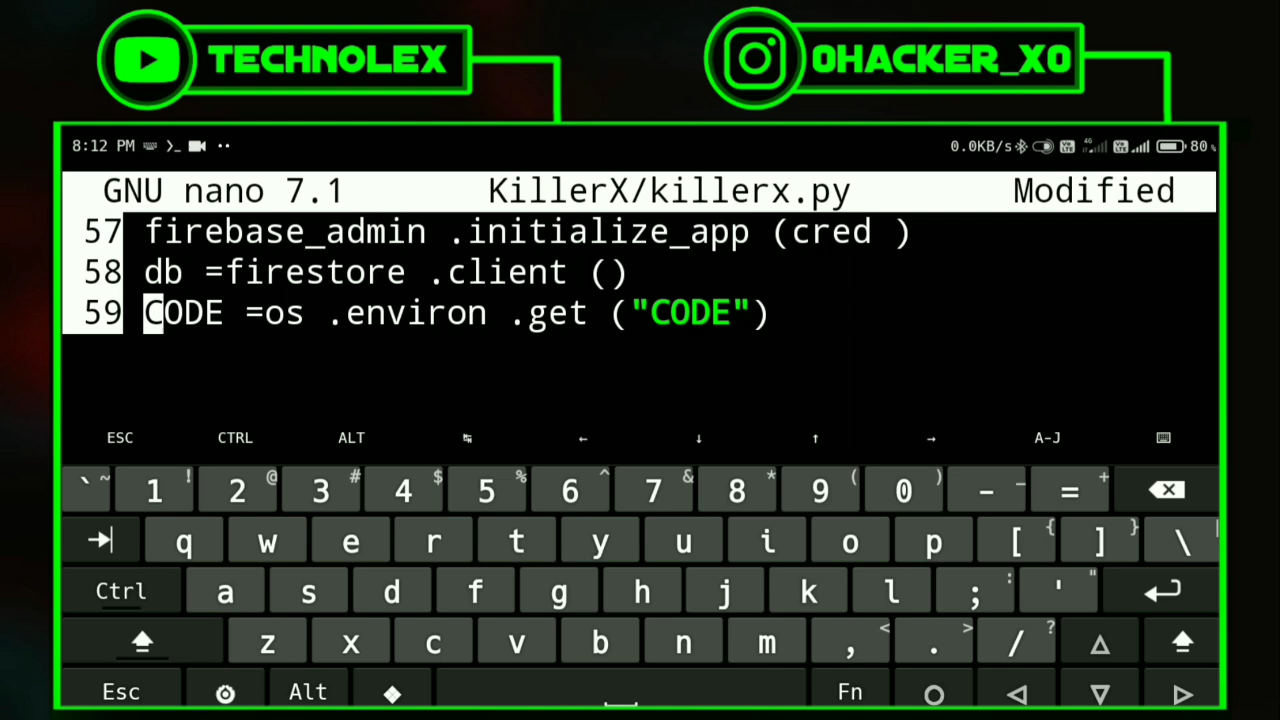 TECHNOLEX
0HACKER_X0
8:12 PM
0.0KB/s 4G 80%
GNU nano 7.1 KillerX/killerx.py Modified
57 firebase_admin .initialize_app (cred )
58 db =firestore .client ()
59 CODE =os .environ .get ("CODE")
ESC CTRL ALT ↹ ← ↓ ↑ → A-J
` ~ 1 ! 2 @ 3 # 4 $ 5 % 6 ^ 7 & 8 * 9 ( 0 ) - _ = +
q w e r t y u i o p [ { ] } \ |
Ctrl a s d f g h j k l ; : ' "
z x c v b n m , < . > / ?
Esc Alt Fn